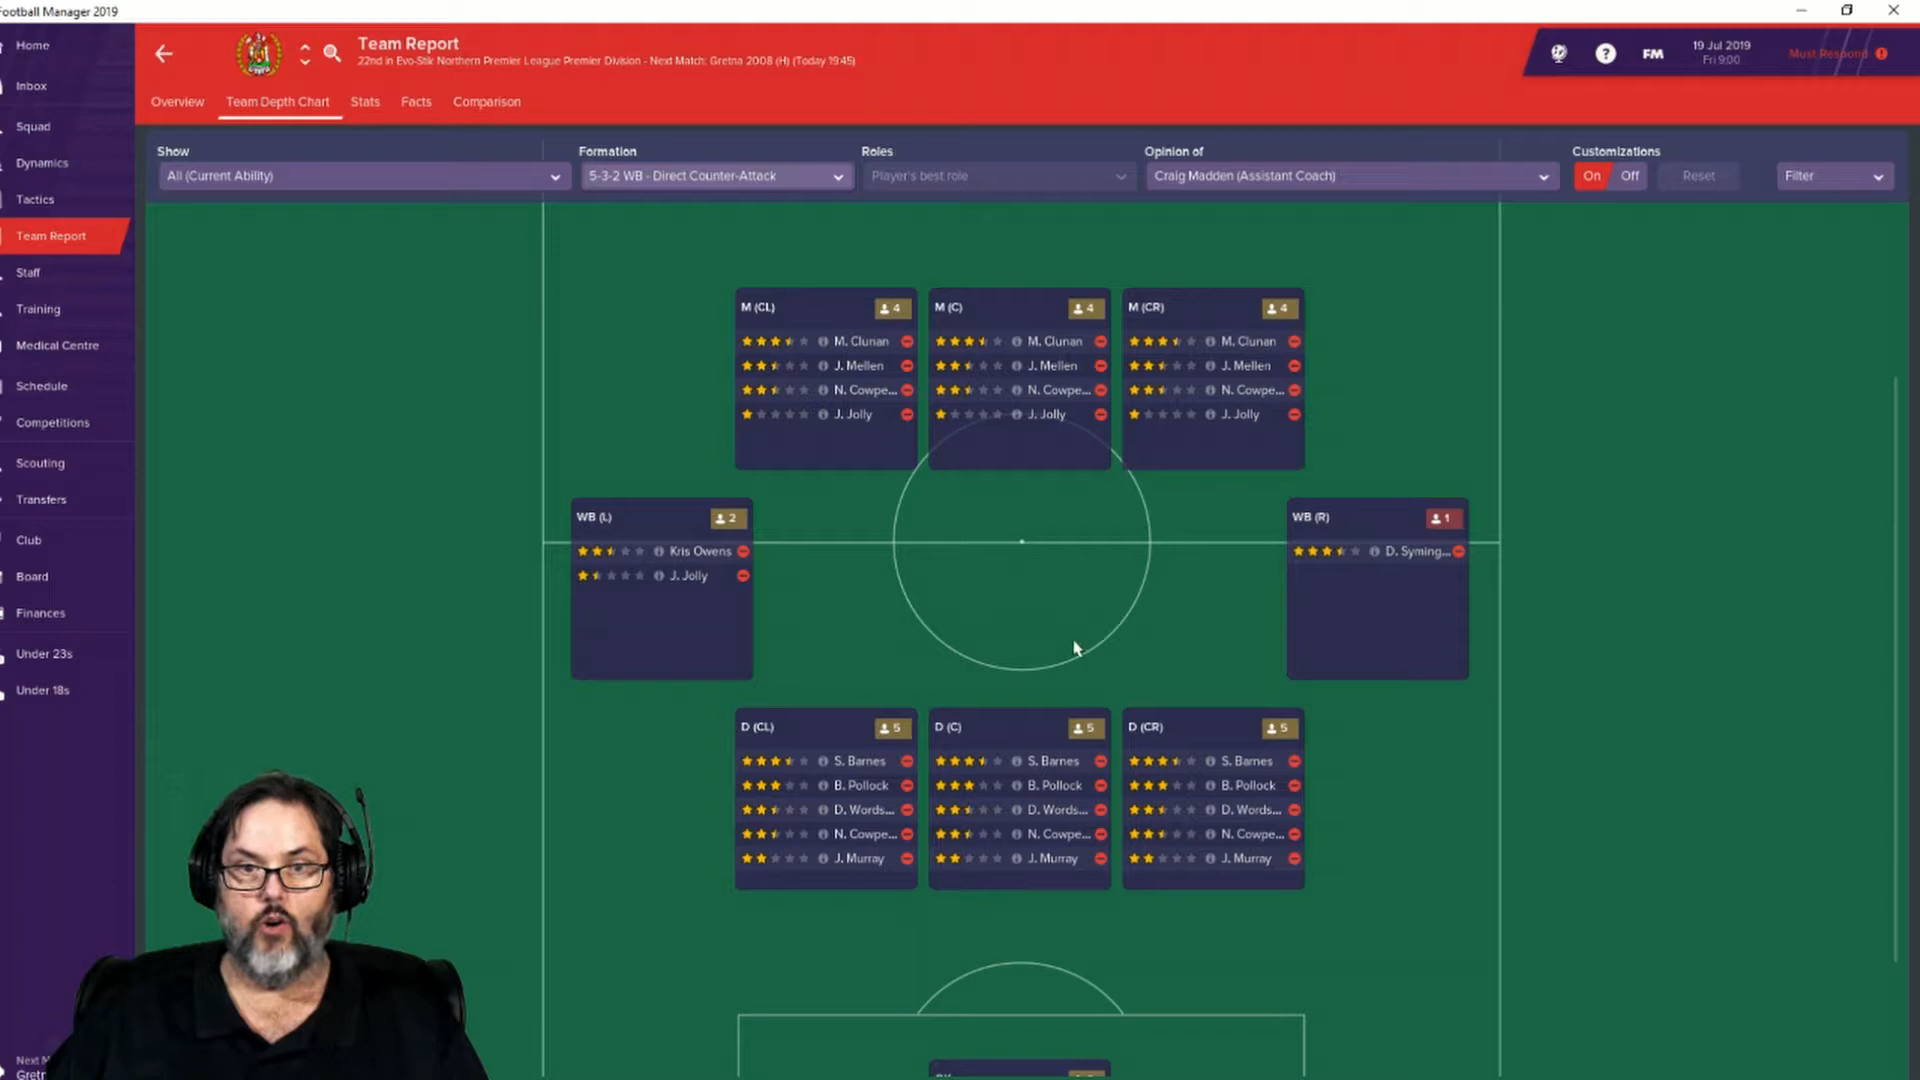 Football Manager 2019
Home
Inbox
Squad
Dynamics
Tactics
Team Report
Staff
Training
Medical Centre
Schedule
Competitions
Scouting
Transfers
Club
Board
Finances
Under 23s
Under 18s
Team Report
22nd in Evo-Stik Northern Premier League Premier Division - Next Match: Gretna 2008 (H) (Today 19:45)
FM
19 Jul 2019
Fri 9:00
Must Respond
Overview Team Depth Chart Stats Facts Comparison
Show Formation Roles Opinion of Customizations
All (Current Ability) 5-3-2 WB - Direct Counter-Attack Player's best role Craig Madden (Assistant Coach) On Off Reset Filter
M (CL) 4
M. Clunan
J. Mellen
N. Cowpe...
J. Jolly
M (C) 4
M. Clunan
J. Mellen
N. Cowpe...
J. Jolly
M (CR) 4
M. Clunan
J. Mellen
N. Cowpe...
J. Jolly
WB (L) 2
Kris Owens
J. Jolly
WB (R) 1
D. Syming...
D (CL) 5
S. Barnes
B. Pollock
D. Words...
N. Cowpe...
J. Murray
D (C) 5
S. Barnes
B. Pollock
D. Words...
N. Cowpe...
J. Murray
D (CR) 5
S. Barnes
B. Pollock
D. Words...
N. Cowpe...
J. Murray
Next M
Gretn